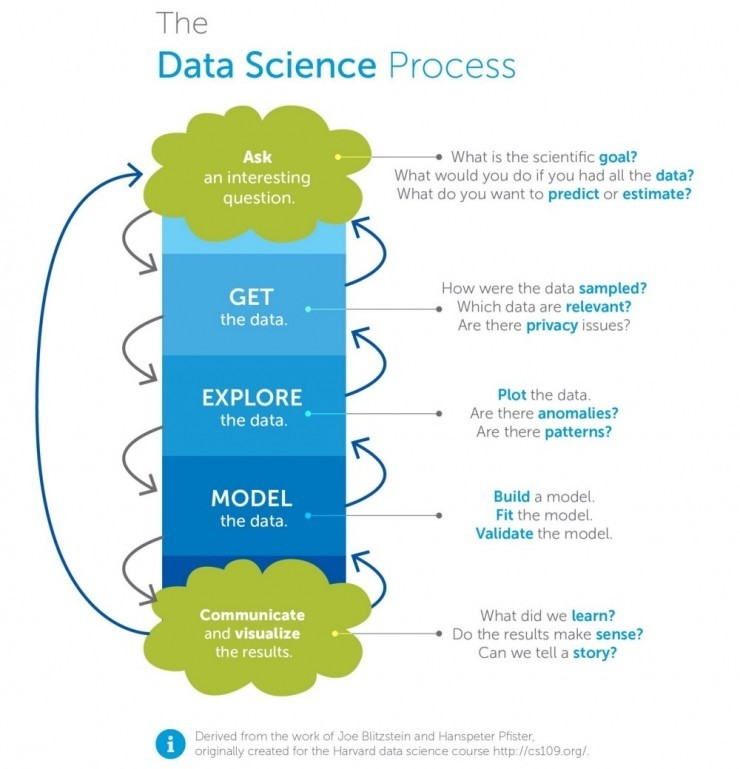 The
Data Science Process
Ask
an interesting
question.
What is the scientific goal?
What would you do if you had all the data?
What do you want to predict or estimate?
GET
the data.
How were the data sampled?
Which data are relevant?
Are there privacy issues?
EXPLORE
the data.
Plot the data.
Are there anomalies?
Are there patterns?
MODEL
the data.
Build a model.
Fit the model.
Validate the model.
Communicate
and visualize
the results.
What did we learn?
Do the results make sense?
Can we tell a story?
i
Derived from the work of Joe Blitzstein and Hanspeter Pfister,
originally created for the Harvard data science course http://cs109.org/.